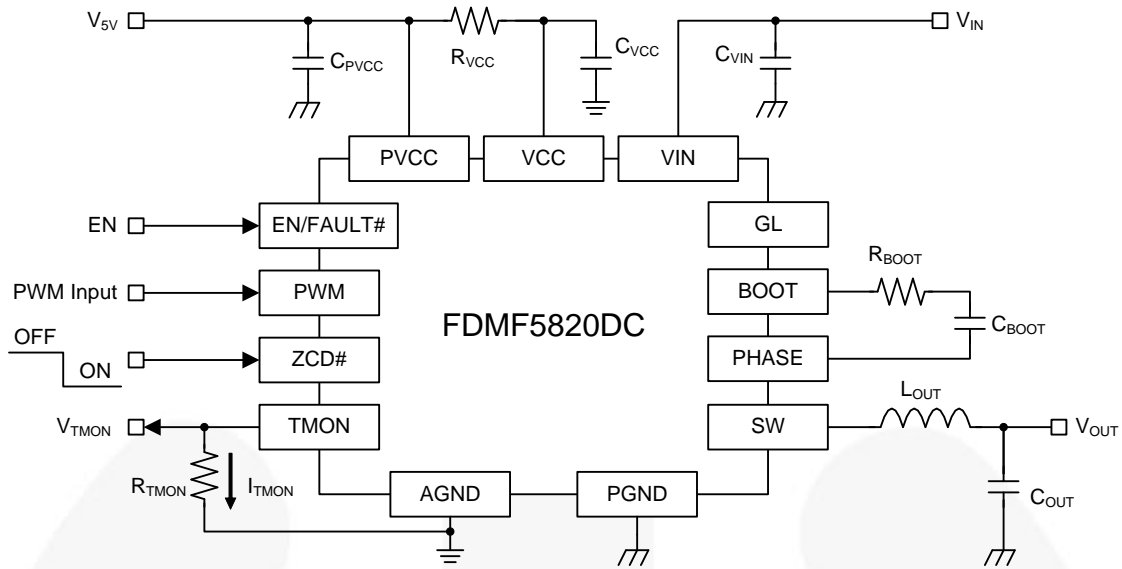 V5V
RVCC
CPVCC
CVCC
CVIN
VIN
PVCC
VCC
VIN
EN
EN/FAULT#
GL
PWM Input
PWM
BOOT
RBOOT
CBOOT
FDMF5820DC
OFF
ON
ZCD#
PHASE
VTMON
TMON
SW
LOUT
VOUT
RTMON
ITMON
AGND
PGND
COUT